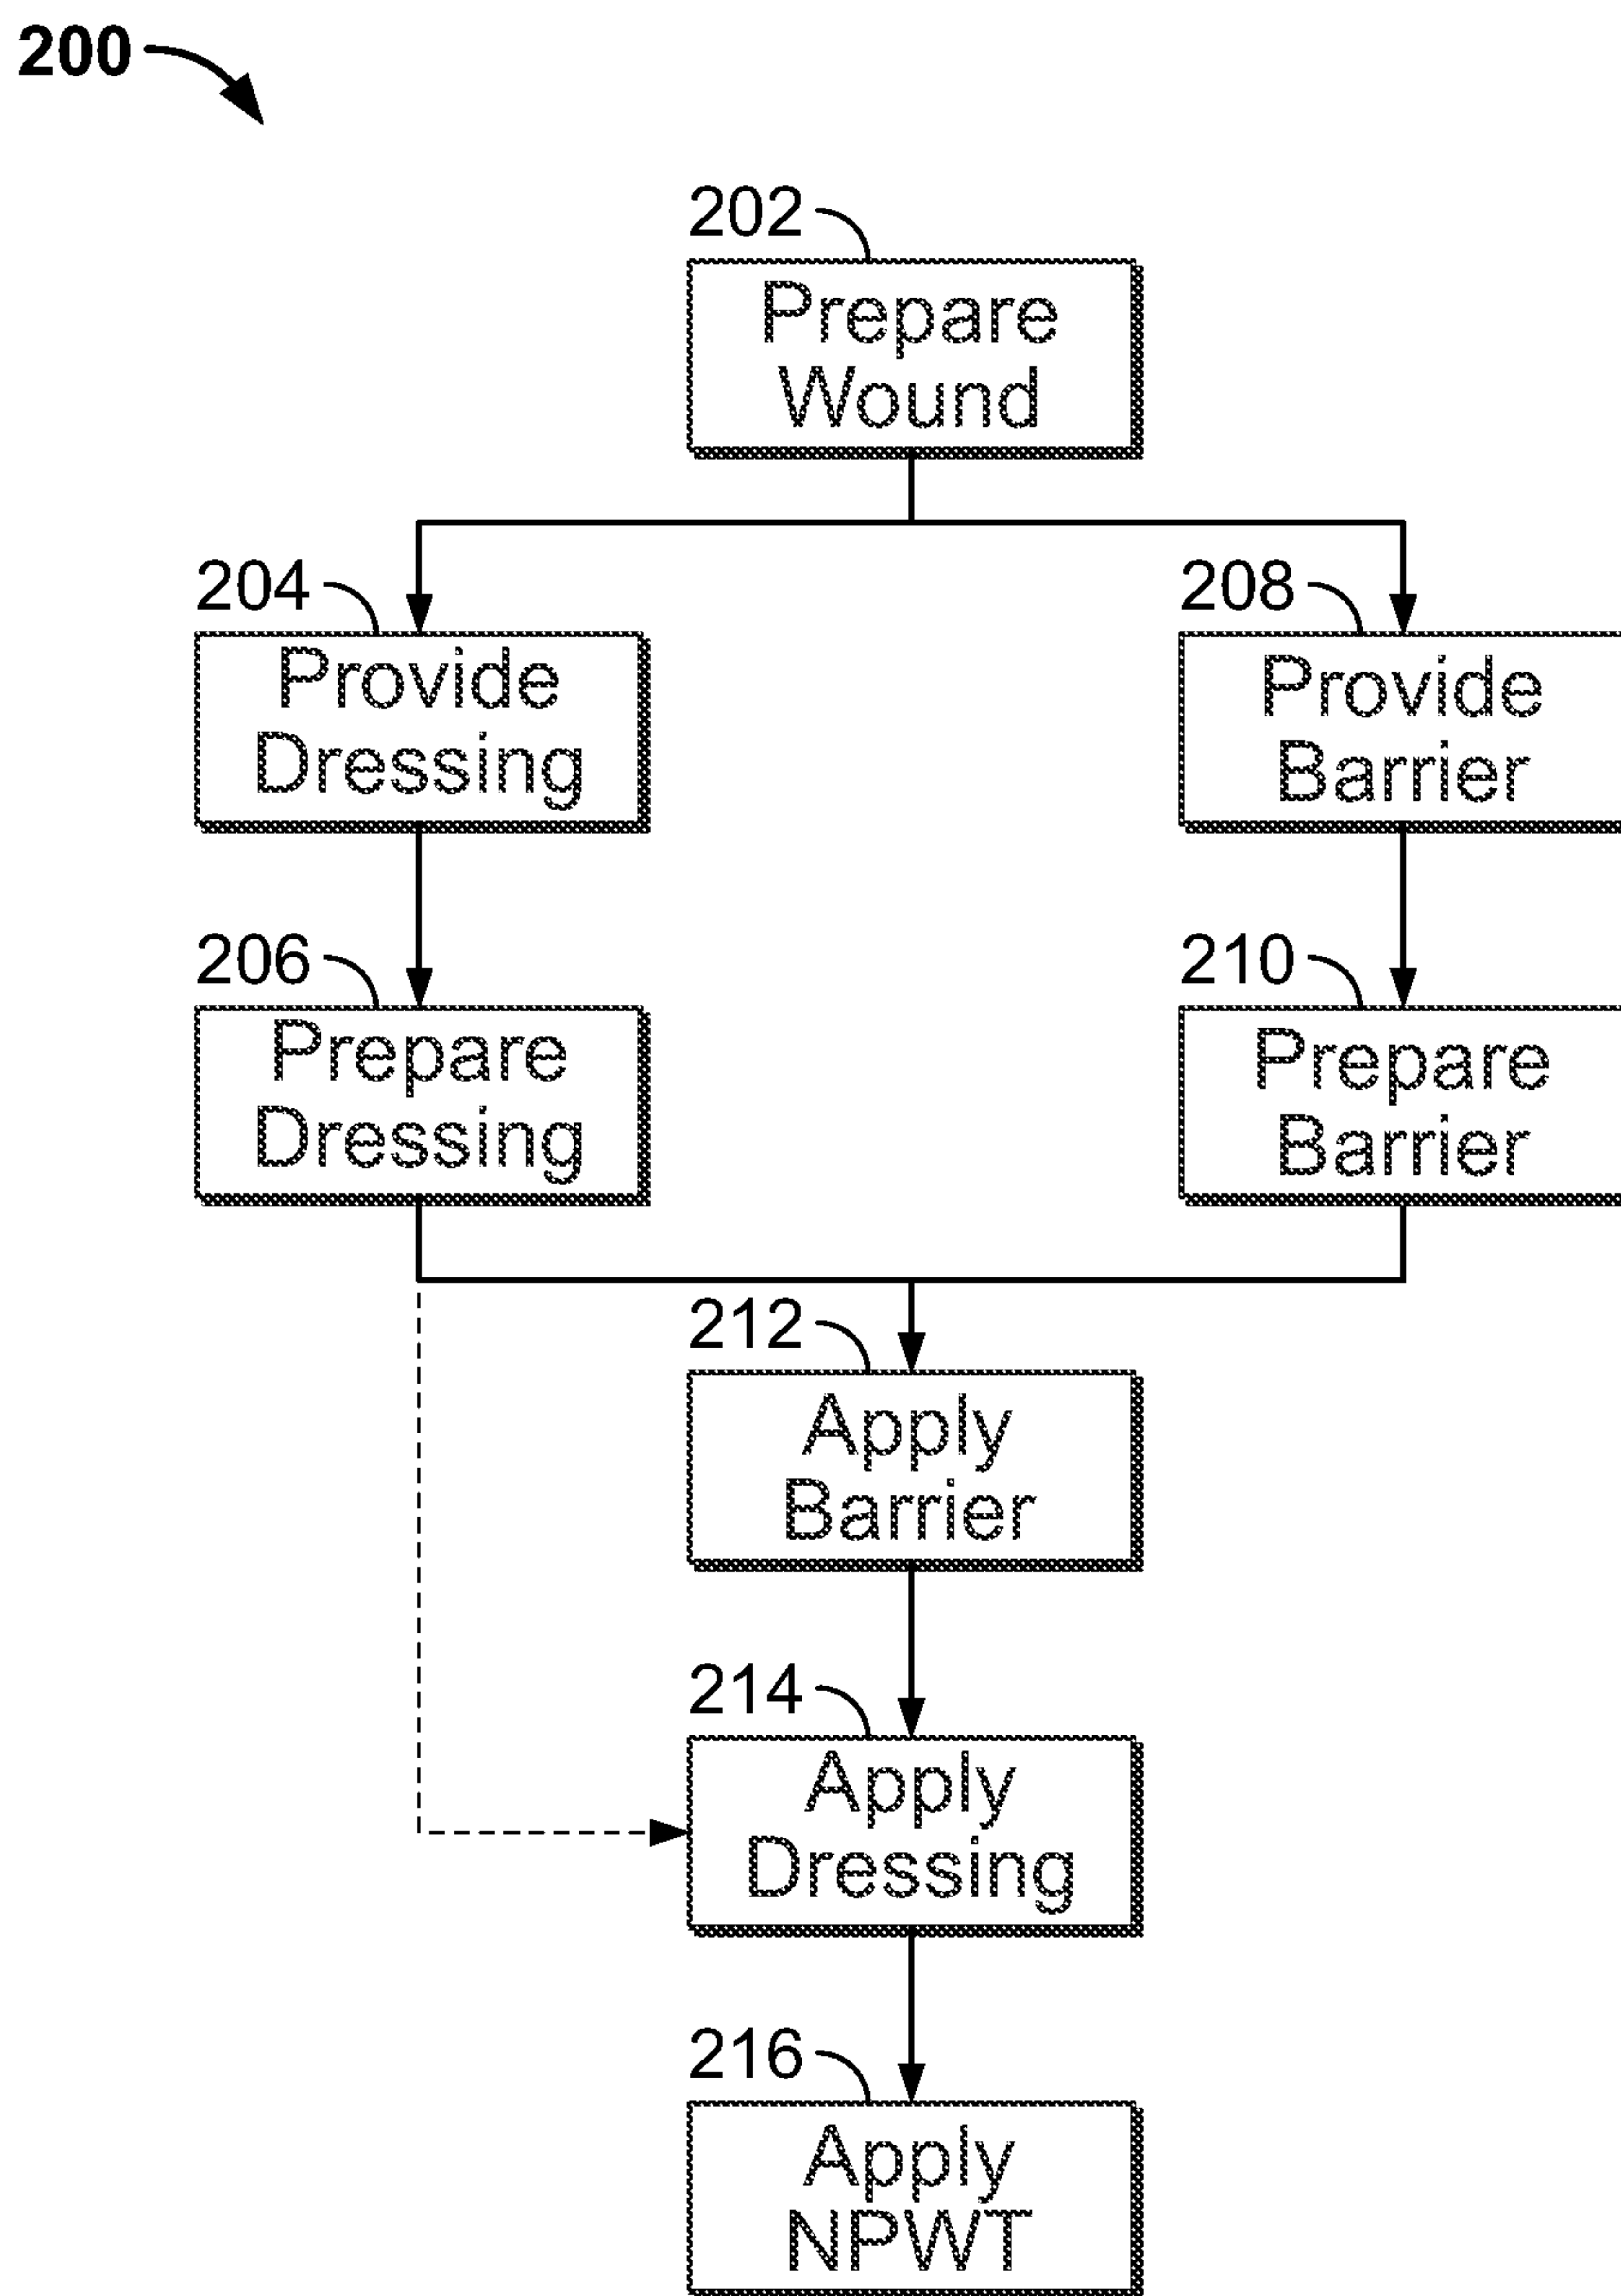 200
202
Prepare
Wound
204
Provide
Dressing
208
Provide
Barrier
206
Prepare
Dressing
210
Prepare
Barrier
212
Apply
Barrier
214
Apply
Dressing
216
Apply
NPWT